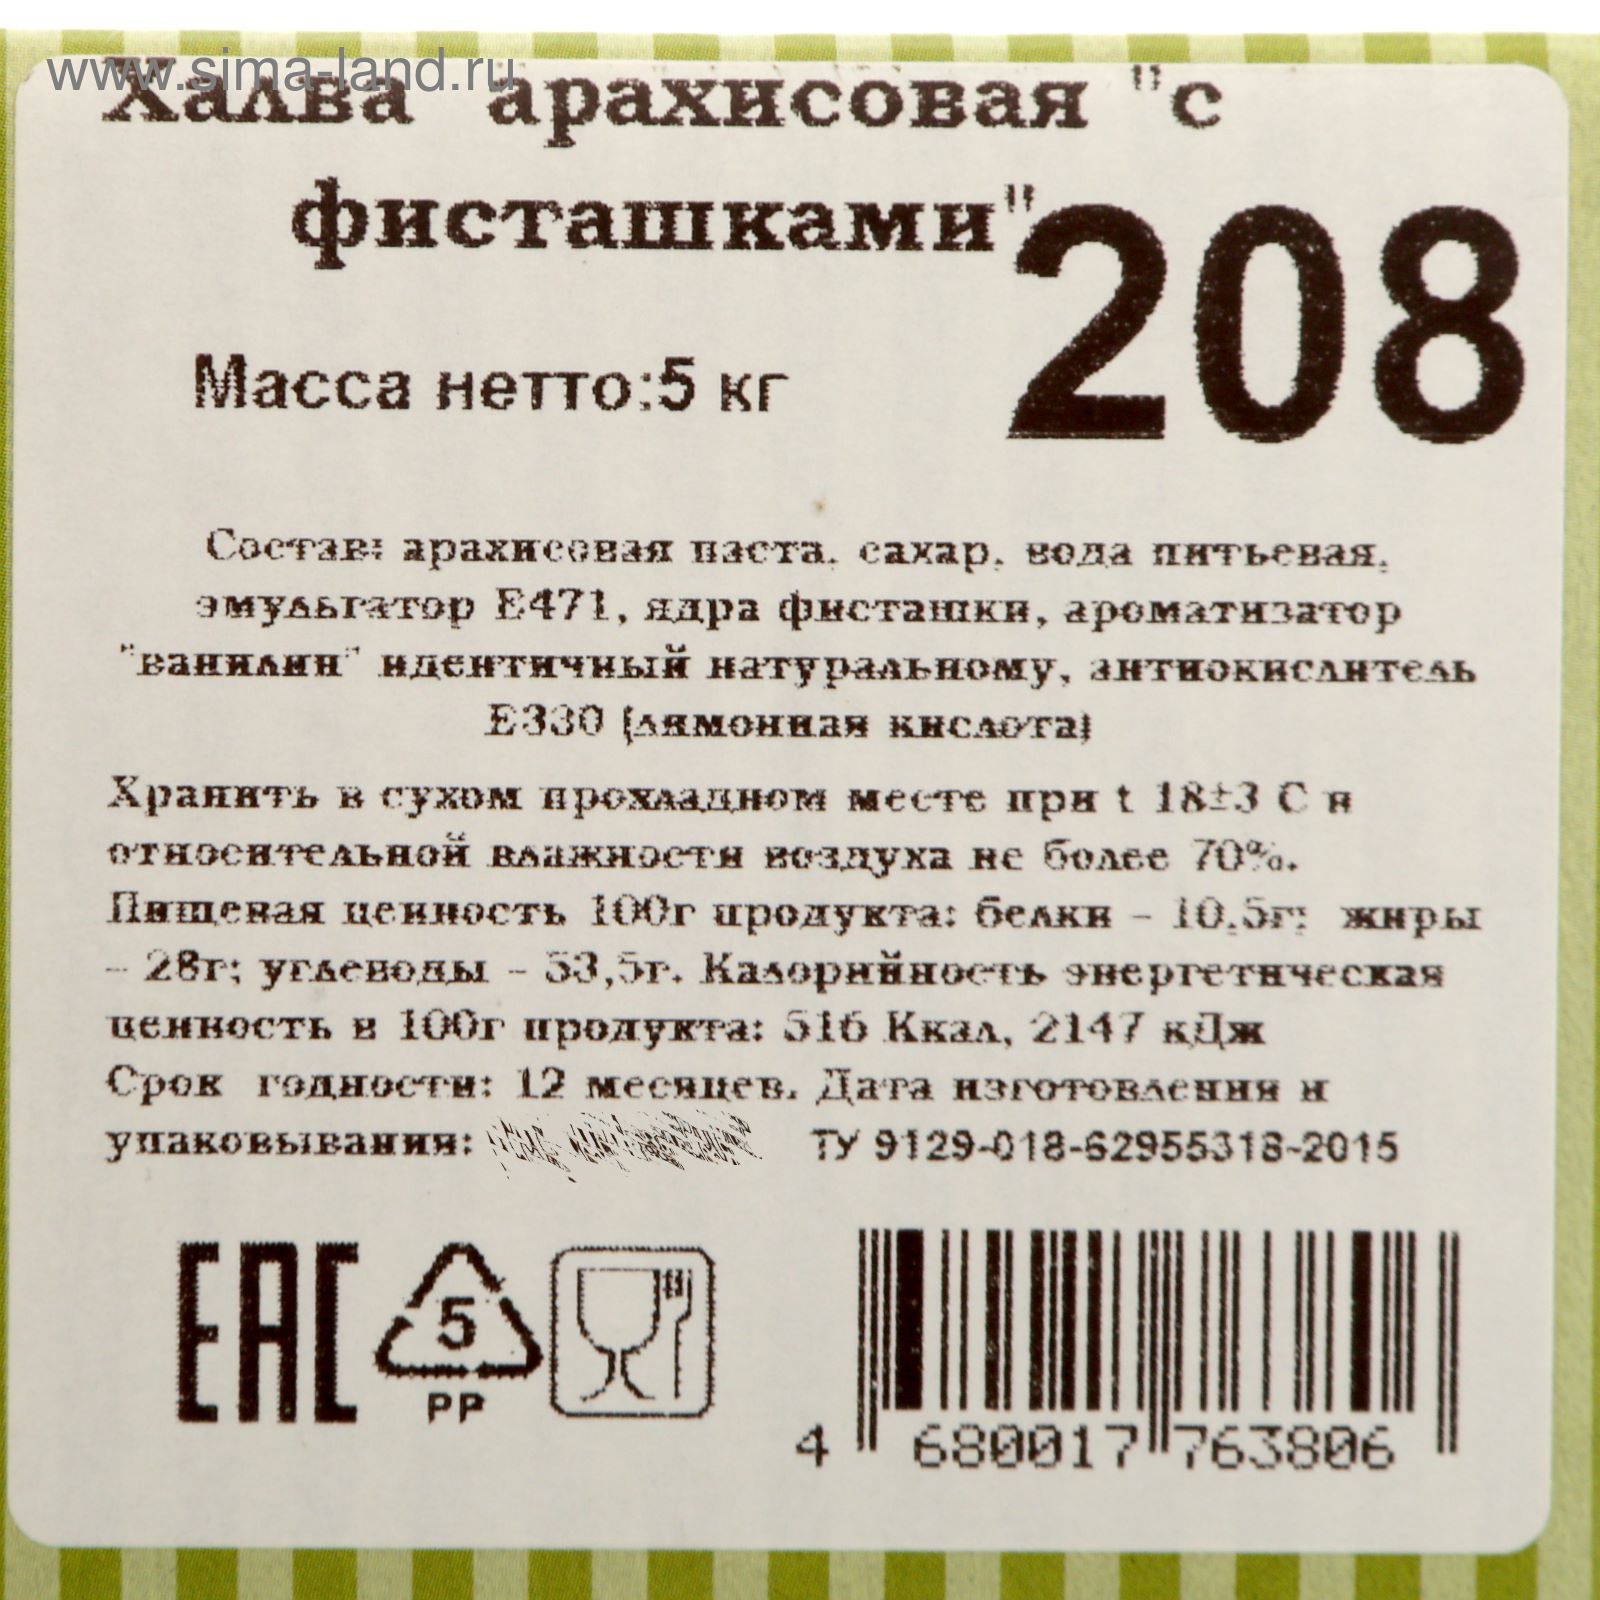 www.sima-land.ru
Халва арахисовая "с
фисташками"
208
Масса нетто:5 кг
Состав: арахисовая паста, сахар, вода питьевая,
эмульгатор Е471, ядра фисташки, ароматизатор
"ванилин" идентичный натуральному, антиокислитель
Е330 (лимонная кислота)
Хранить в сухом прохладном месте при t 18±3 С и
относительной влажности воздуха не более 70%.
Пищевая ценность 100г продукта: белки – 10,5г; жиры
– 28г; углеводы – 53,5г. Калорийность энергетическая
ценность в 100г продукта: 516 Ккал, 2147 кДж
Срок годности: 12 месяцев. Дата изготовления и
упаковывания:
ТУ 9129-018-62955318-2015
ЕАС
5
PP
4 680017 763806